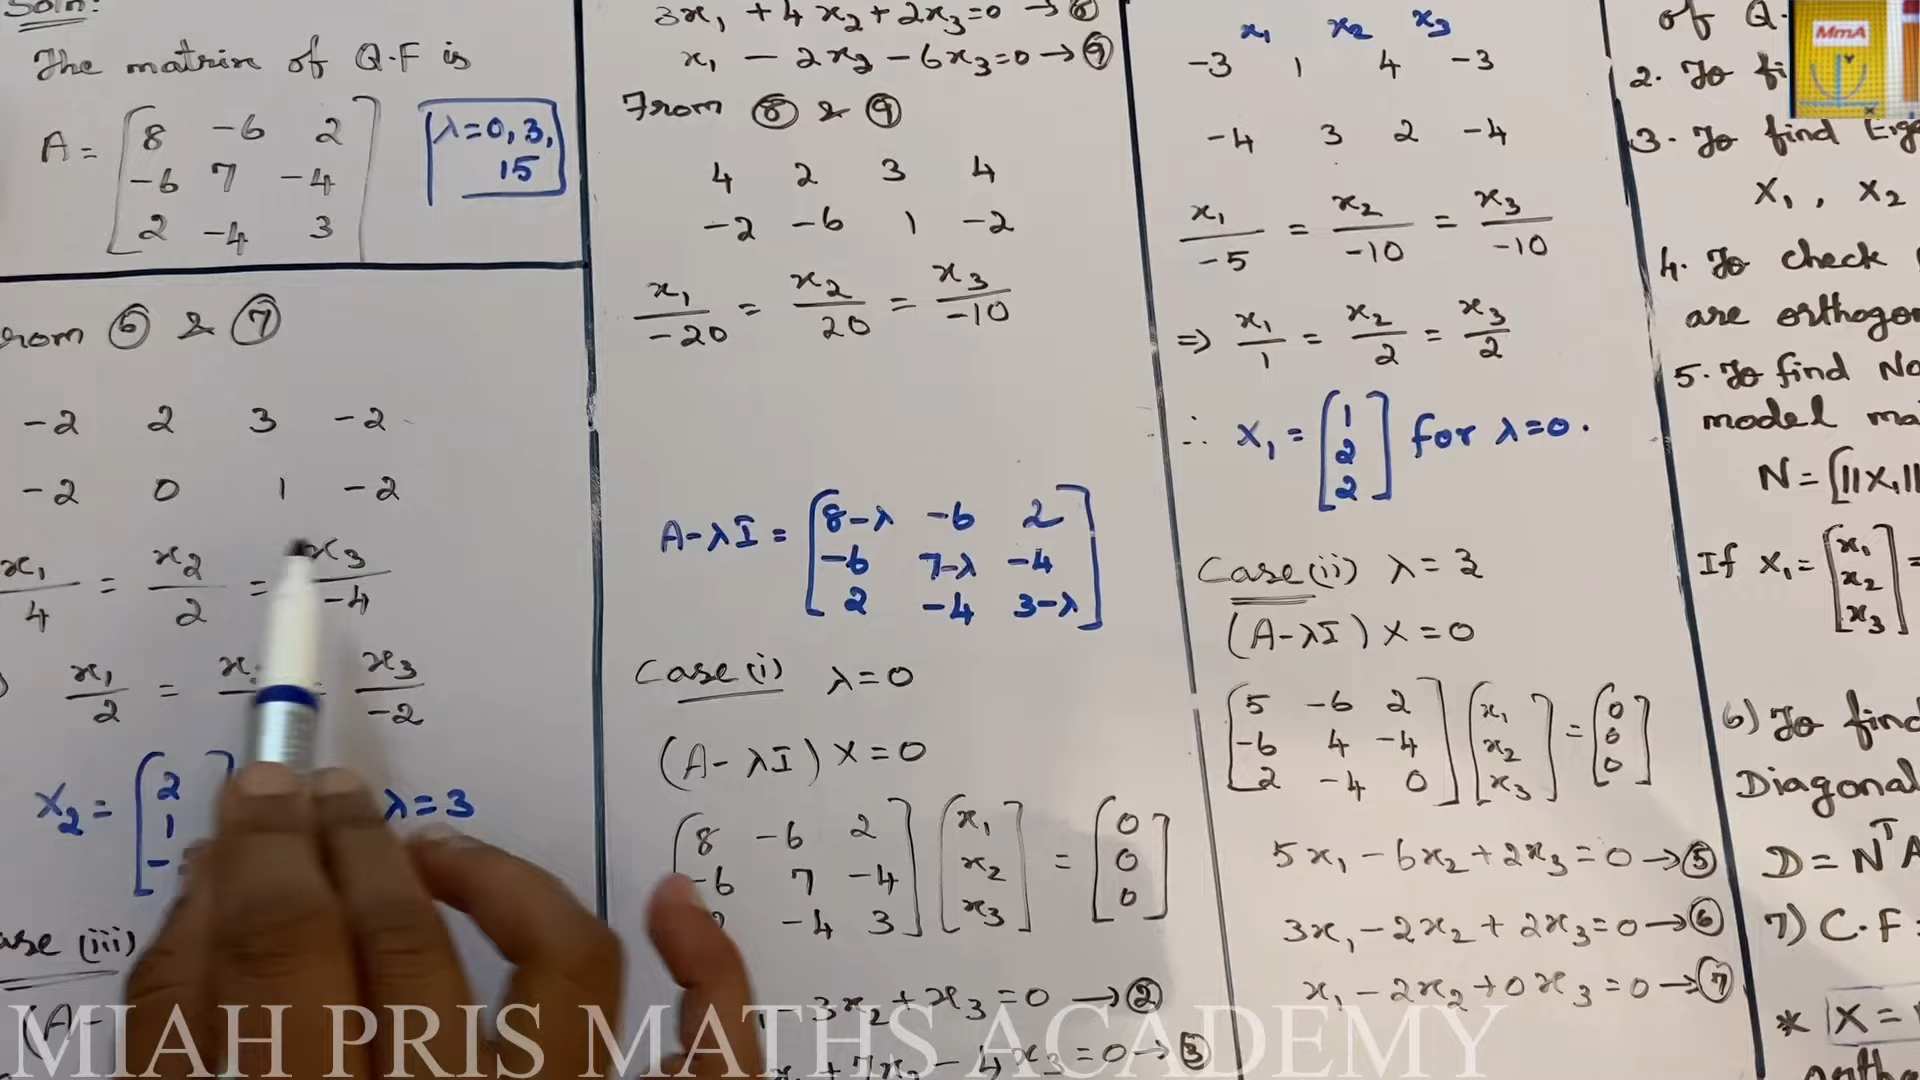 Soln:
The matrix of Q.F is
A = [8 -6 2
-6 7 -4
2 -4 3]
λ=0, 3,
15
From ⑥ & ⑦
-2 2 3 -2
-2 0 1 -2
x₁/4 = x₂/2 = x₃/-4
x₁/2 = x₃/-2
X₂ = [2
1
λ=3
Case (iii)
(A-
3x₁ + 4x₂ + 2x₃ = 0 → ⑧
x₁ - 2x₂ - 6x₃ = 0 → ⑨
From ⑧ & ⑨
4 2 3 4
-2 -6 1 -2
x₁/-20 = x₂/20 = x₃/-10
A-λI = [8-λ -6 2
-6 7-λ -4
2 -4 3-λ]
Case (i) λ=0
(A-λI) X = 0
[8 -6 2
-6 7 -4
-4 3] [x₁
x₂
x₃] = [0
0
0]
- 3x₂ + x₃ = 0 → ②
+ 7x₂ - 4x₃ = 0 → ③
x₁ x₂ x₃
-3 1 4 -3
-4 3 2 -4
x₁/-5 = x₂/-10 = x₃/-10
⇒ x₁/1 = x₂/2 = x₃/2
∴ X₁ = [1
2
2] for λ=0.
Case (ii) λ = 3
(A-λI) X = 0
[5 -6 2
-6 4 -4
2 -4 0] [x₁
x₂
x₃] = [0
0
0]
5x₁ - 6x₂ + 2x₃ = 0 → ⑤
3x₁ - 2x₂ + 2x₃ = 0 → ⑥
x₁ - 2x₂ + 0x₃ = 0 → ⑦
of Q.
2. To fi
3. To find Eige
X₁, X₂
4. To check
are orthogon
5. To find No
model ma
N = [||X₁||
If X₁ = [x₁
x₂
x₃] =
6) To find
Diagonal
D = NᵀA
7) C.F =
* X =
ortho
MmA
MIAH PRIS MATHS ACADEMY